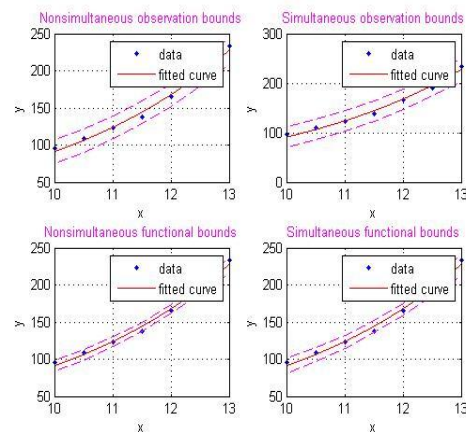 Nonsimultaneous observation bounds
250
200
150
100
50
10
11
12
13
x
y
data
fitted curve
Simultaneous observation bounds
300
200
100
0
10
11
12
13
x
y
data
fitted curve
Nonsimultaneous functional bounds
250
200
150
100
50
10
11
12
13
x
y
data
fitted curve
Simultaneous functional bounds
250
200
150
100
50
10
11
12
13
x
y
data
fitted curve